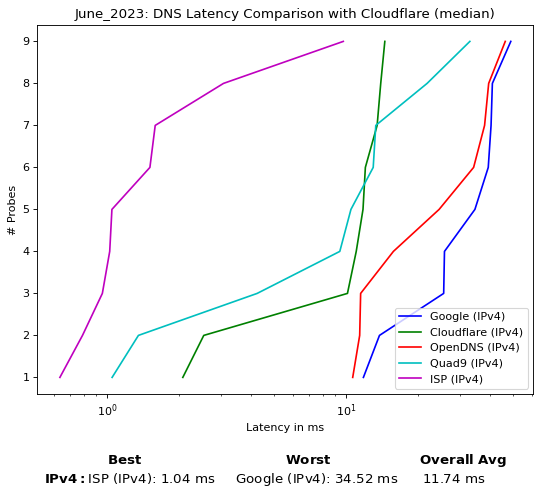 June_2023: DNS Latency Comparison with Cloudflare (median)
9
8
7
6
5
4
3
2
1
# Probes
Google (IPv4)
Cloudflare (IPv4)
OpenDNS (IPv4)
Quad9 (IPv4)
ISP (IPv4)
10⁰ 10¹
Latency in ms
Best Worst Overall Avg
IPv4: ISP (IPv4): 1.04 ms Google (IPv4): 34.52 ms 11.74 ms